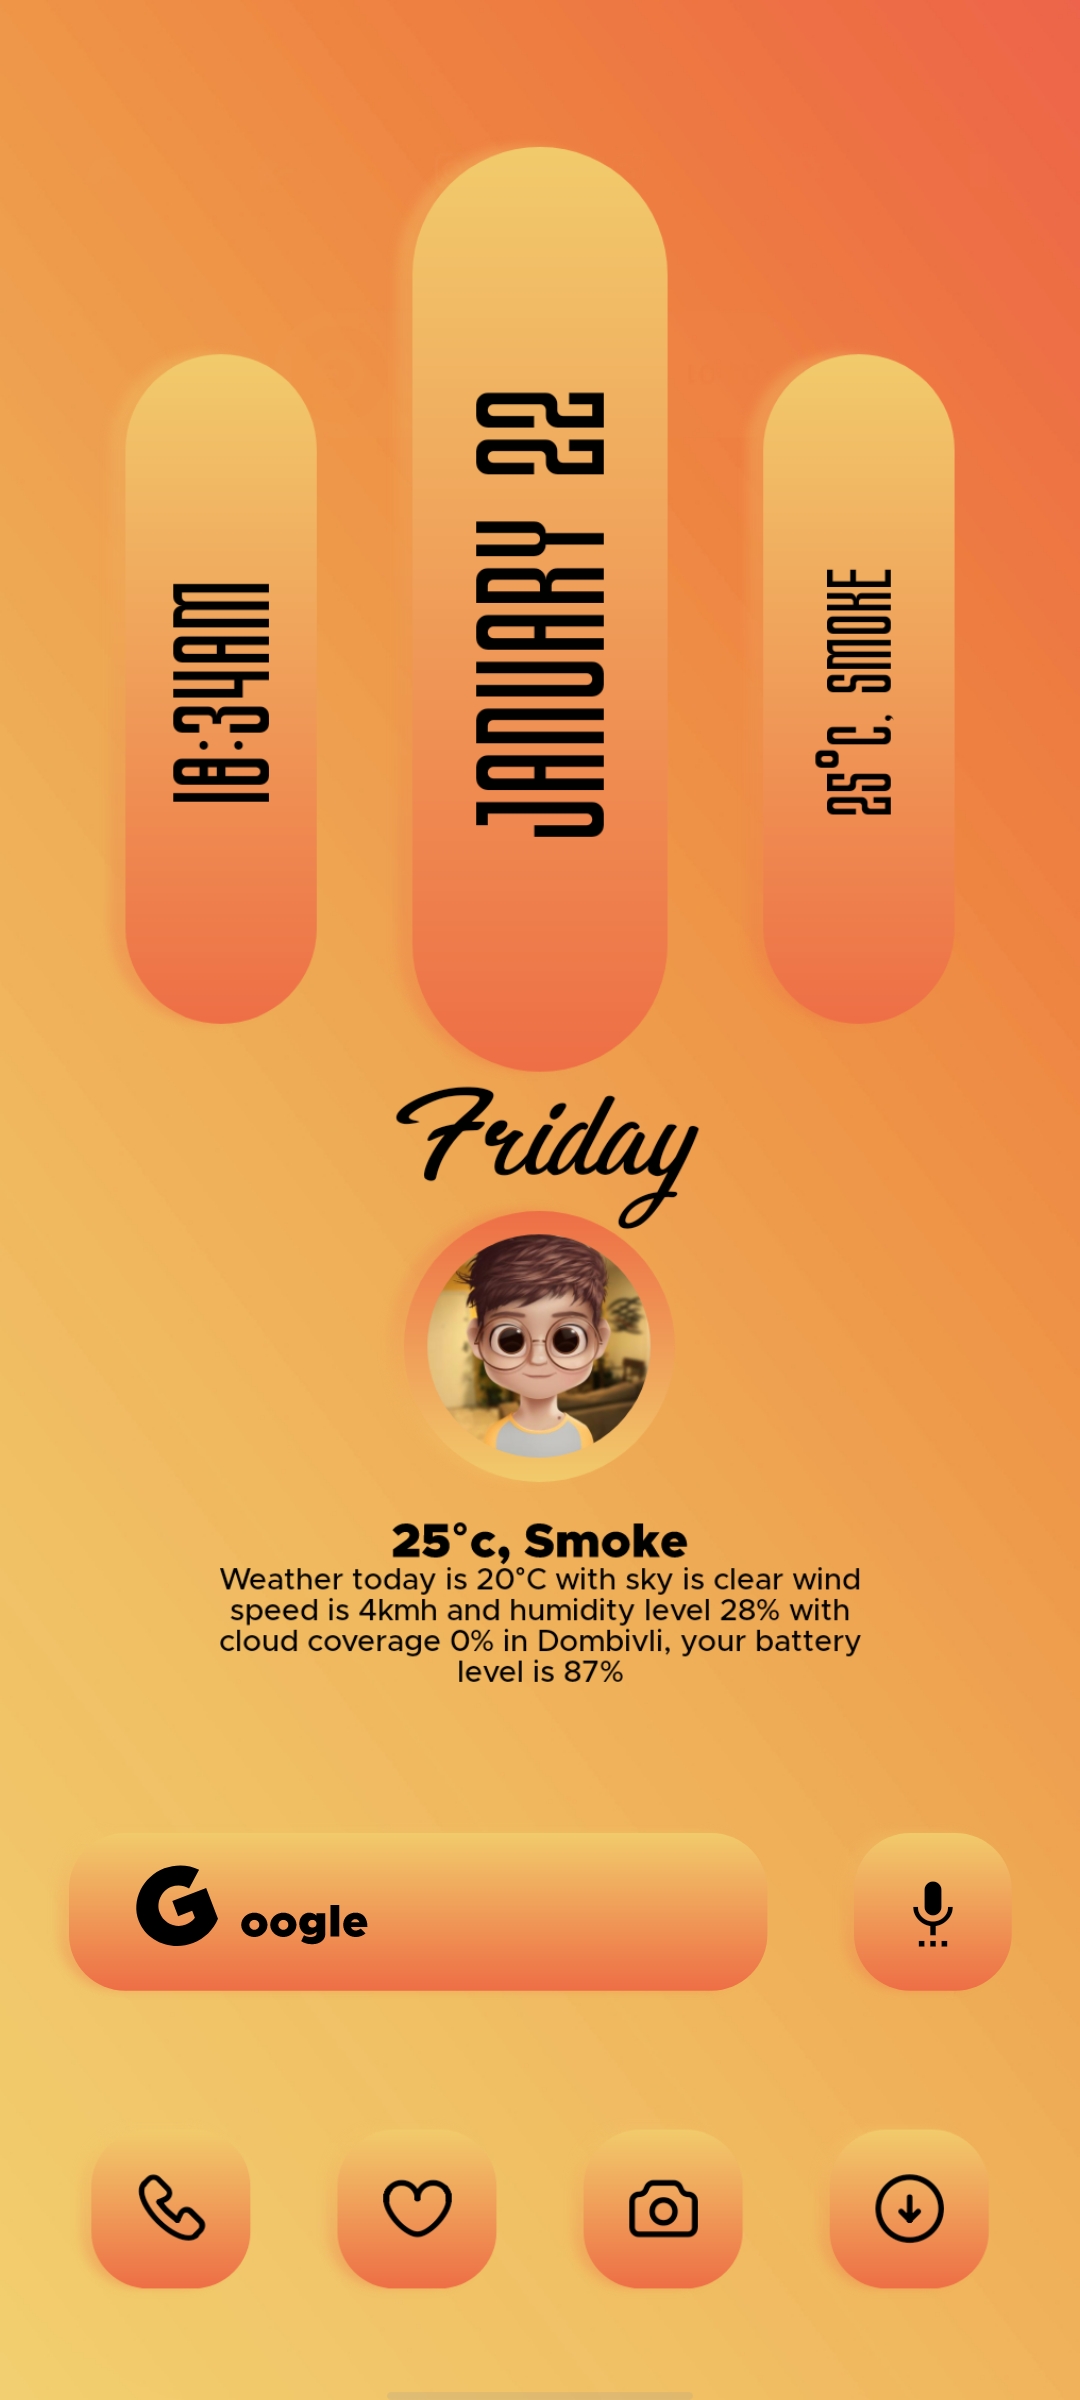 10:34AM
JANUARY 22
25°C, SMOKE
Friday
25°c, Smoke
Weather today is 20°C with sky is clear wind
speed is 4kmh and humidity level 28% with
cloud coverage 0% in Dombivli, your battery
level is 87%
Google